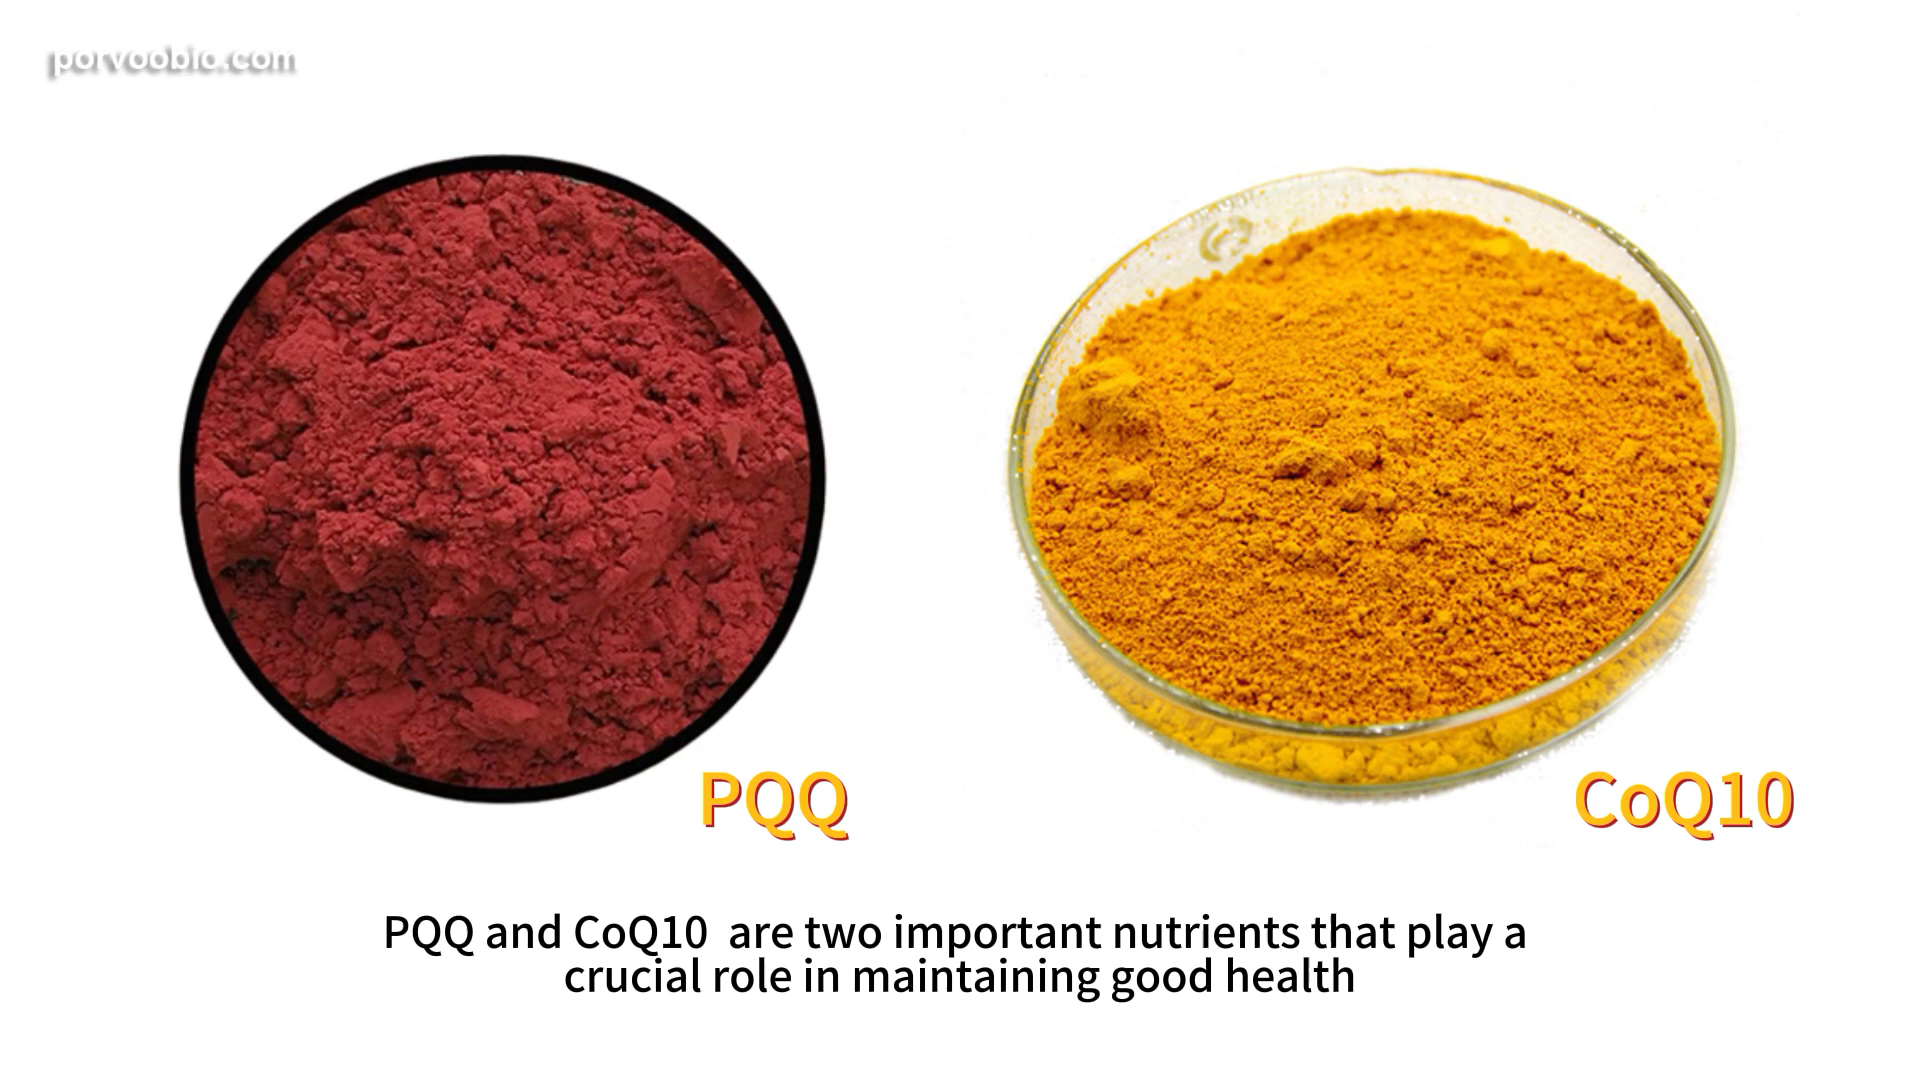 porvoobio.com
PQQ
CoQ10
PQQ and CoQ10  are two important nutrients that play a
crucial role in maintaining good health